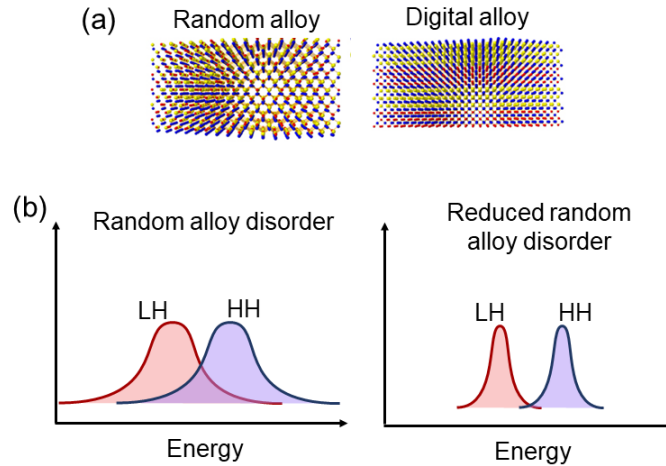 (a)
Random alloy
Digital alloy
(b)
Random alloy disorder
LH
HH
Energy
Reduced random
alloy disorder
LH
HH
Energy